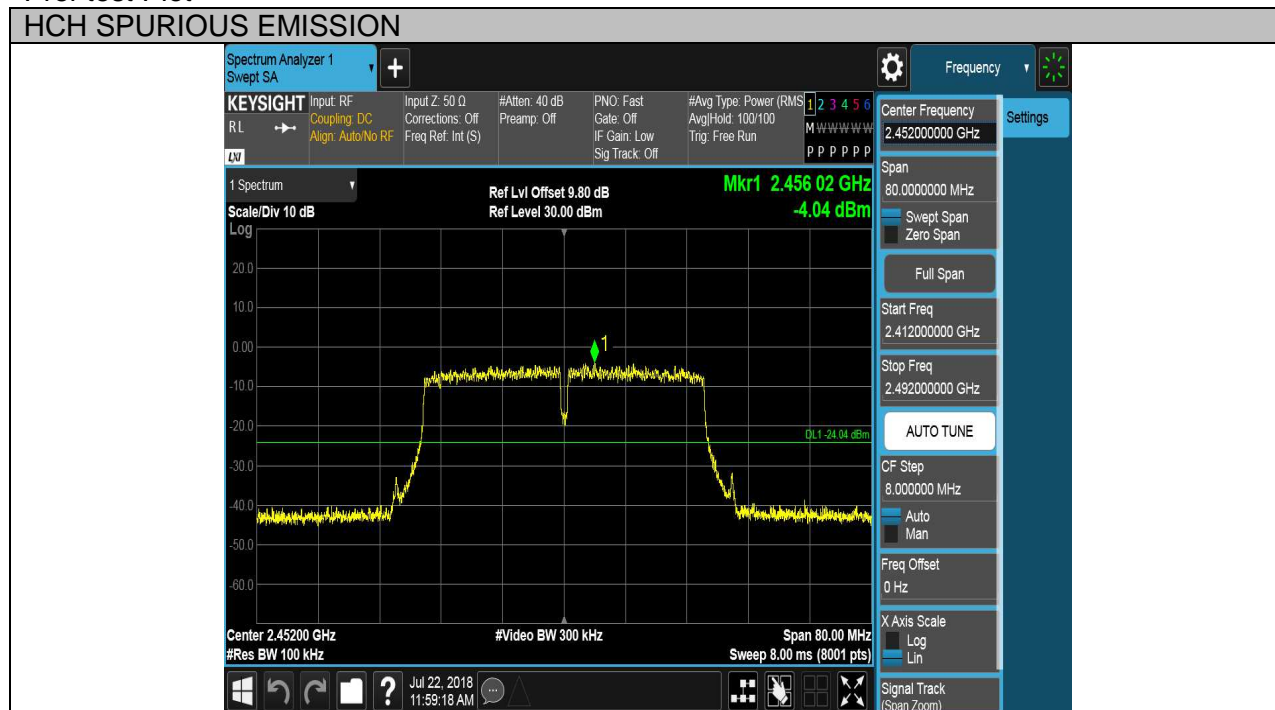 HCH SPURIOUS EMISSION
Spectrum Analyzer 1
Swept SA
+
Frequency
KEYSIGHT
RL
LXI
Input: RF
Coupling: DC
Align: Auto/No RF
Input Z: 50 Ω
Corrections: Off
Freq Ref: Int (S)
#Atten: 40 dB
Preamp: Off
PNO: Fast
Gate: Off
IF Gain: Low
Sig Track: Off
#Avg Type: Power (RMS
Avg|Hold: 100/100
Trig: Free Run
1 2 3 4 5 6
M W W W W W
P P P P P P
Center Frequency
2.452000000 GHz
Settings
1 Spectrum
Ref Lvl Offset 9.80 dB
Mkr1 2.456 02 GHz
Scale/Div 10 dB
Ref Level 30.00 dBm
-4.04 dBm
Log
20.0
10.0
0.00
-10.0
-20.0
-30.0
-40.0
-50.0
-60.0
1
DL1 -24.04 dBm
Center 2.45200 GHz
#Video BW 300 kHz
Span 80.00 MHz
#Res BW 100 kHz
Sweep 8.00 ms (8001 pts)
Span
80.0000000 MHz
Swept Span
Zero Span
Full Span
Start Freq
2.412000000 GHz
Stop Freq
2.492000000 GHz
AUTO TUNE
CF Step
8.000000 MHz
Auto
Man
Freq Offset
0 Hz
X Axis Scale
Log
Lin
Signal Track
(Span Zoom)
?
Jul 22, 2018
11:59:18 AM